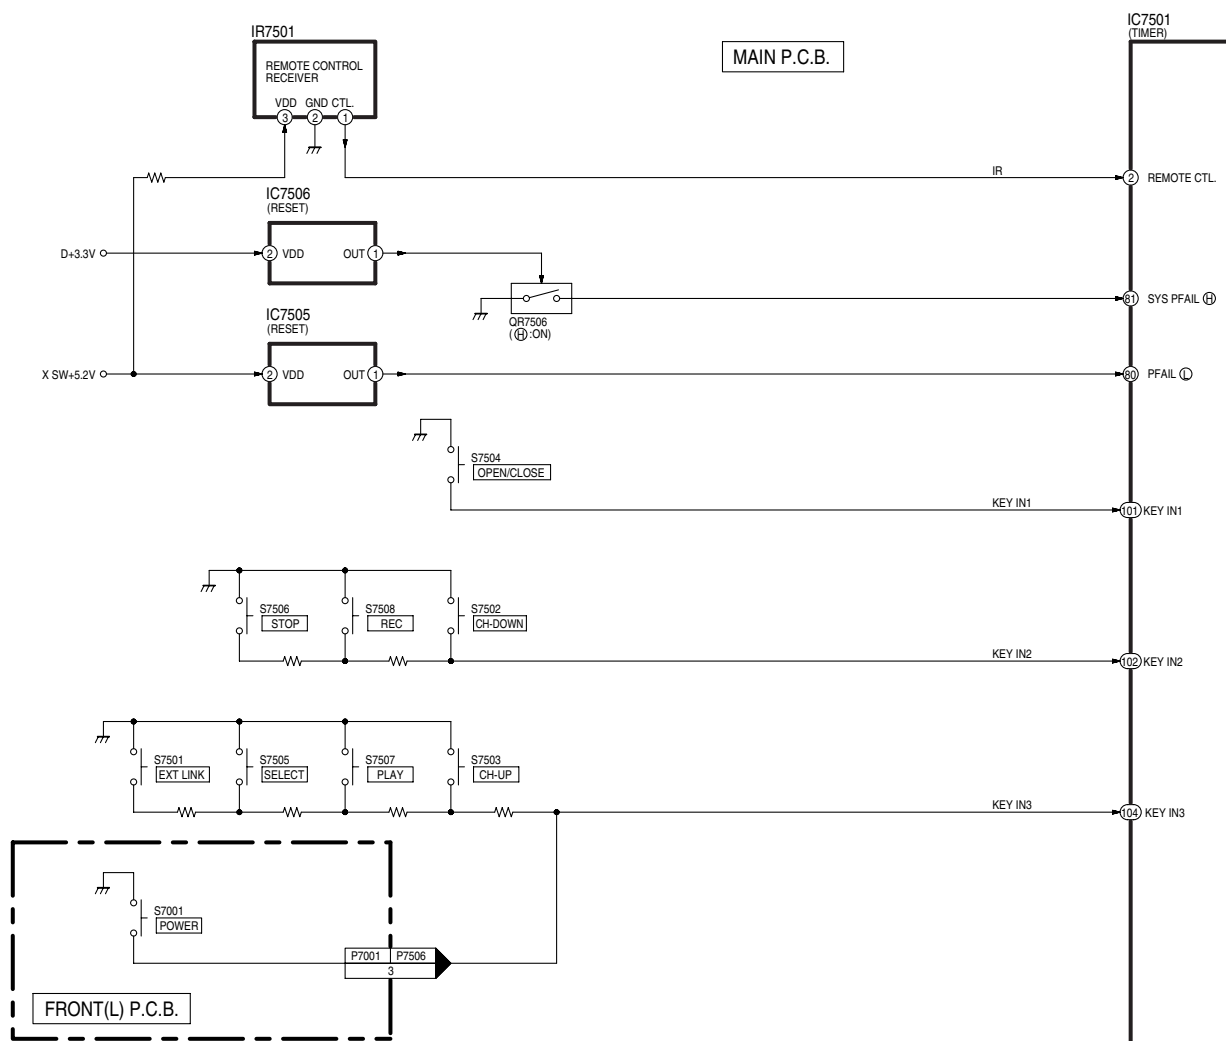 IR7501
REMOTE CONTROL
RECEIVER
VDD GND CTL.
3 2 1
MAIN P.C.B.
IC7501
(TIMER)
IR
2 REMOTE CTL.
IC7506
(RESET)
D+3.3V
2 VDD OUT 1
QR7506
(H:ON)
81 SYS PFAIL H
IC7505
(RESET)
X SW+5.2V
2 VDD OUT 1
80 PFAIL L
S7504
OPEN/CLOSE
KEY IN1
101 KEY IN1
S7506
STOP
S7508
REC
S7502
CH-DOWN
KEY IN2
102 KEY IN2
S7501
EXT LINK
S7505
SELECT
S7507
PLAY
S7503
CH-UP
KEY IN3
104 KEY IN3
S7001
POWER
P7001 P7506
3
FRONT(L) P.C.B.